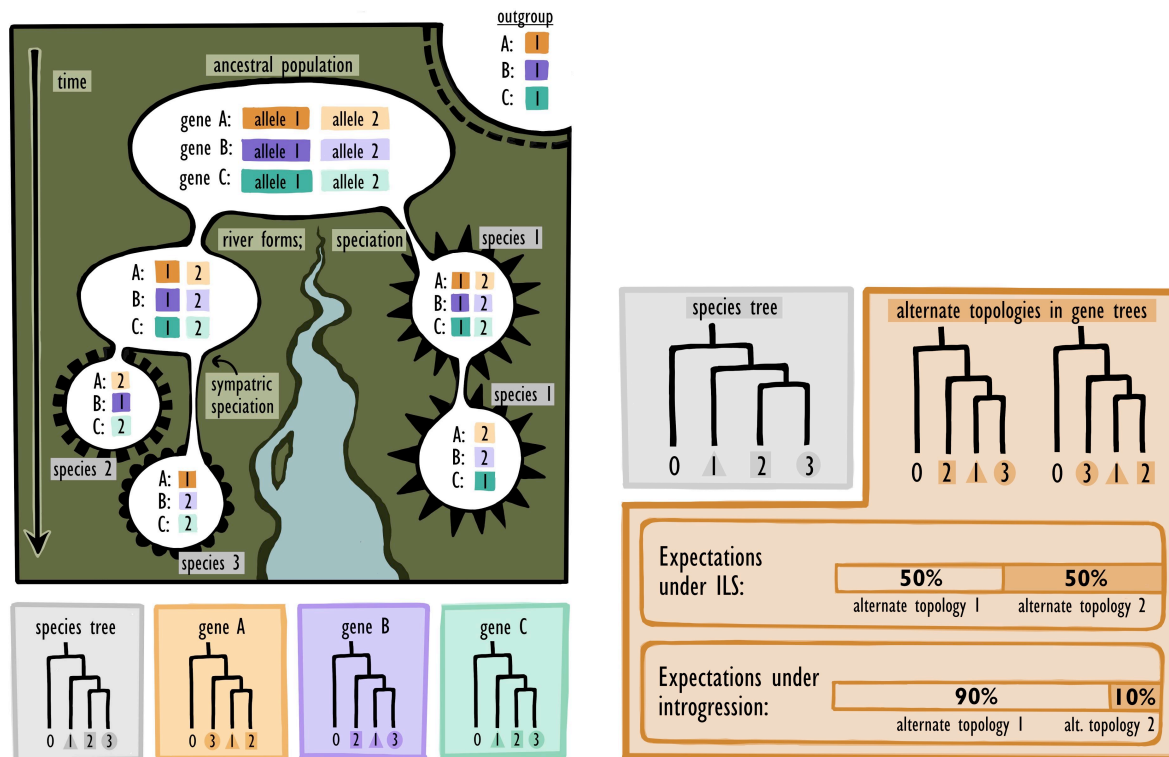 outgroup
A: 1
B: 1
C: 1
time
ancestral population
gene A: allele 1 allele 2
gene B: allele 1 allele 2
gene C: allele 1 allele 2
river forms; speciation
species 1
A: 1 2
B: 1 2
C: 1 2
A: 1 2
B: 1 2
C: 1 2
sympatric
speciation
species 1
A: 2
B: 1
C: 2
species 2
A: 2
B: 2
C: 1
A: 1
B: 2
C: 2
species 3
species tree
0 1 2 3
gene A
0 3 1 2
gene B
0 2 1 3
gene C
0 1 2 3
species tree
0 1 2 3
alternate topologies in gene trees
0 2 1 3
0 3 1 2
Expectations
under ILS:
50% 50%
alternate topology 1 alternate topology 2
Expectations under
introgression:
90% 10%
alternate topology 1 alt. topology 2